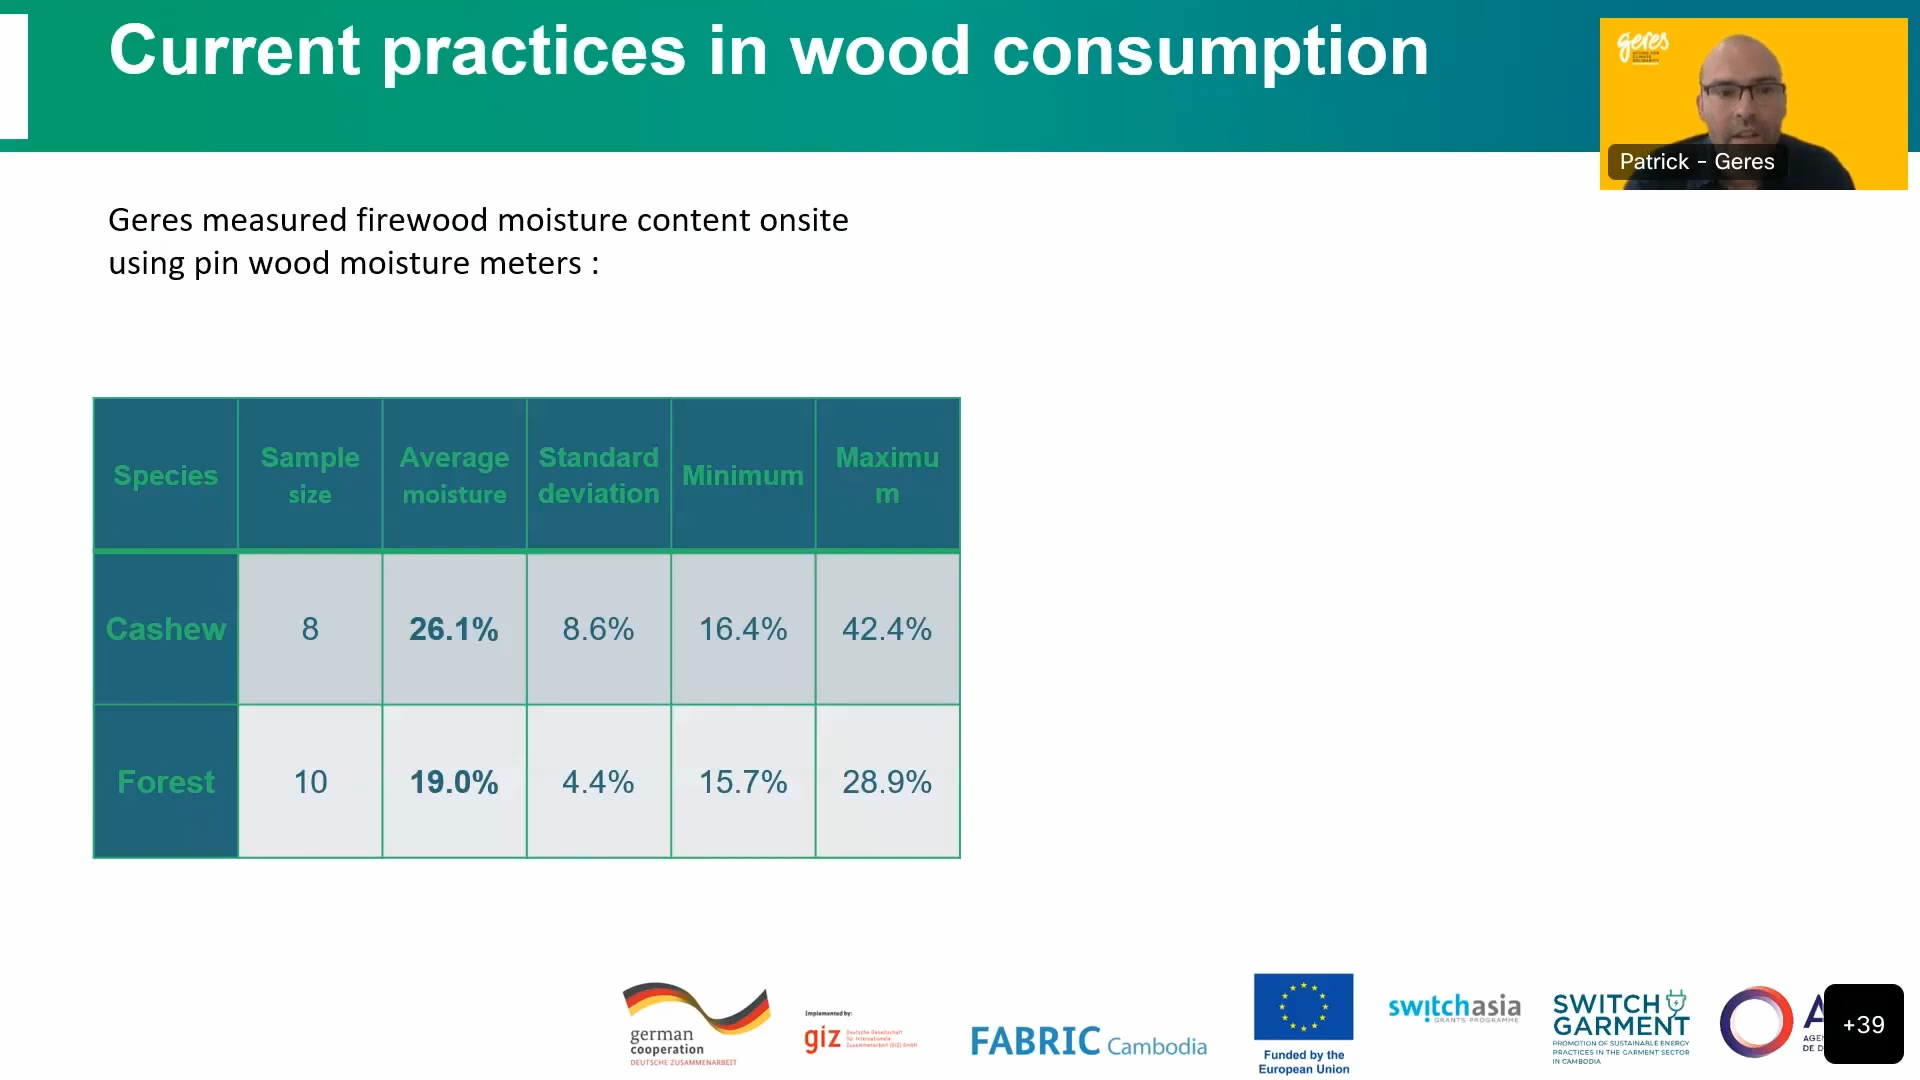 Current practices in wood consumption
geres
Patrick - Geres
Geres measured firewood moisture content onsite
using pin wood moisture meters :
Species
Sample
size
Average
moisture
Standard
deviation
Minimum
Maximu
m
Cashew
8
26.1%
8.6%
16.4%
42.4%
Forest
10
19.0%
4.4%
15.7%
28.9%
german
cooperation
DEUTSCHE ZUSAMMENARBEIT
Implemented by:
giz
Deutsche Gesellschaft
für Internationale
Zusammenarbeit (GIZ) GmbH
FABRIC Cambodia
Funded by the
European Union
switchasia
GRANTS PROGRAMME
SWITCH
GARMENT
PROMOTION OF SUSTAINABLE ENERGY
PRACTICES IN THE GARMENT SECTOR
IN CAMBODIA
+39